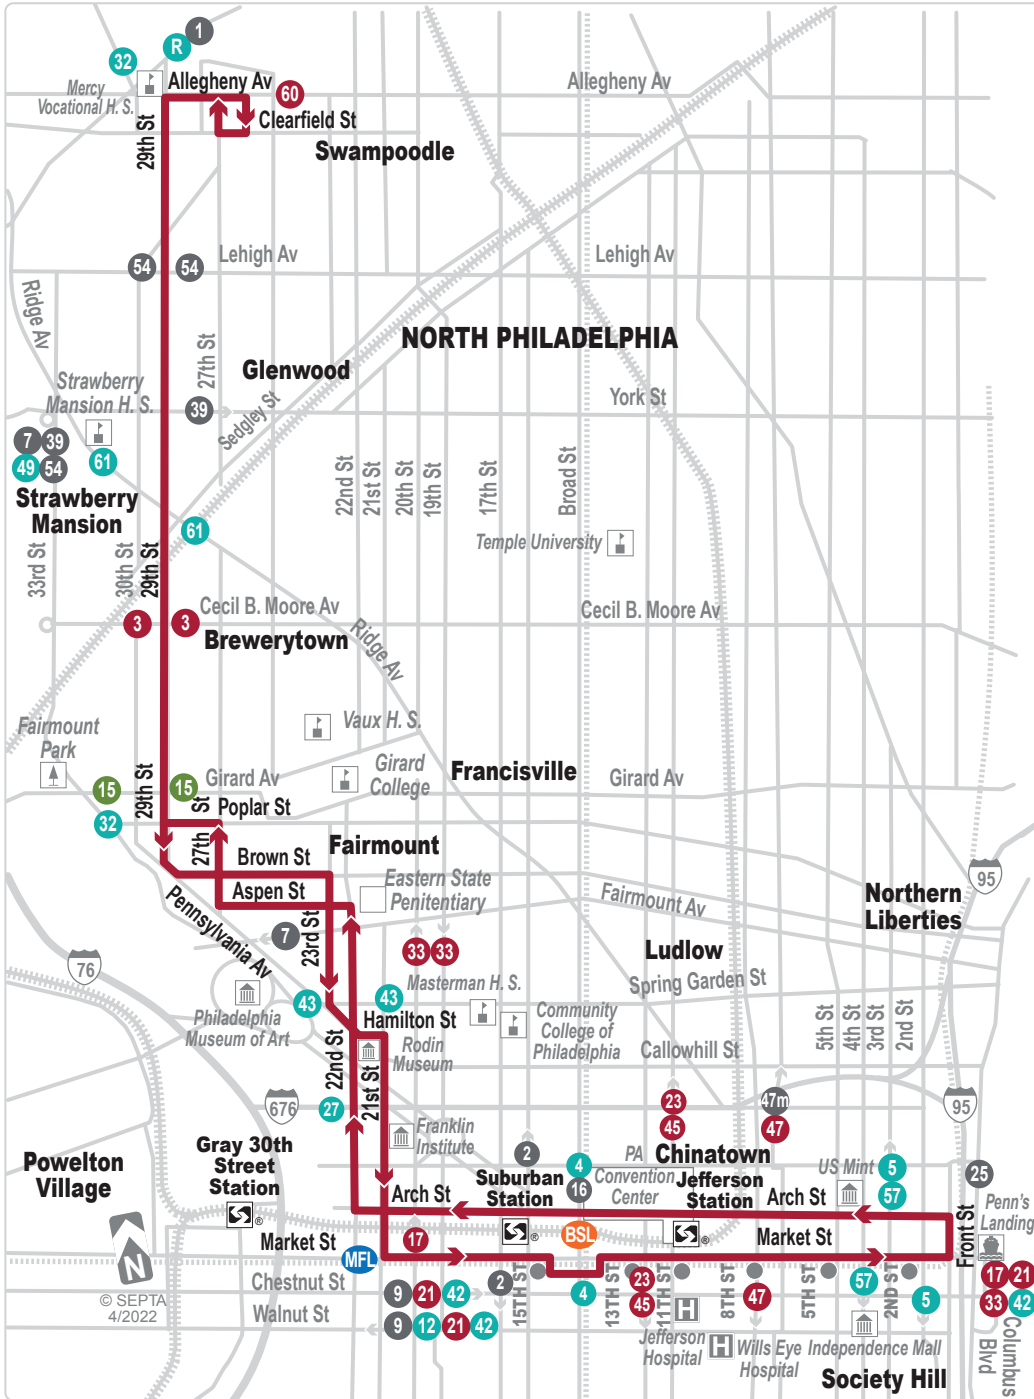 1
R
32
Mercy
Vocational H. S.
Allegheny Av
Allegheny Av
60
Clearfield St
29th St
Swampoodle
54
54
Lehigh Av
Lehigh Av
Ridge Av
NORTH PHILADELPHIA
27th St
Glenwood
Strawberry
Mansion H. S.
39
Sedgley St
York St
7
39
49
54
61
Strawberry
Mansion
22nd St
21st St
20th St
19th St
17th St
Broad St
61
Temple University
33rd St
30th St
29th St
3
3
Cecil B. Moore Av
Cecil B. Moore Av
Brewerytown
Ridge Av
Fairmount
Park
Vaux H. S.
Girard
College
Francisville
15
15
Girard Av
Girard Av
29th St
32
27th St
Poplar St
Fairmount
Brown St
Aspen St
Eastern State
Penitentiary
Fairmount Av
95
Northern
Liberties
Pennsylvania Av
23rd St
7
33
33
Ludlow
Spring Garden St
76
Masterman H. S.
43
43
Philadelphia
Museum of Art
Hamilton St
Rodin
Museum
Community
College of
Philadelphia
Callowhill St
5th St
4th St
3rd St
2nd St
22nd St
21st St
676
27
23
45
47m
47
95
Franklin
Institute
2
4
16
PA
Convention
Center
Chinatown
Powelton
Village
Gray 30th
Street
Station
®
Suburban
Station
®
Jefferson
Station
®
US Mint
5
57
25
Penn's
Landing
Arch St
Arch St
Front St
N
Market St
MFL
17
BSL
Market St
© SEPTA
4/2022
Chestnut St
Walnut St
9
21
42
2
9
12
21
42
15TH ST
4
13TH ST
23
45
11TH ST
8TH ST
47
5TH ST
57
2ND ST
5
17
21
33
42
Columbus
Blvd
Jefferson
Hospital
H
H
Wills Eye
Hospital
Independence Mall
Society Hill